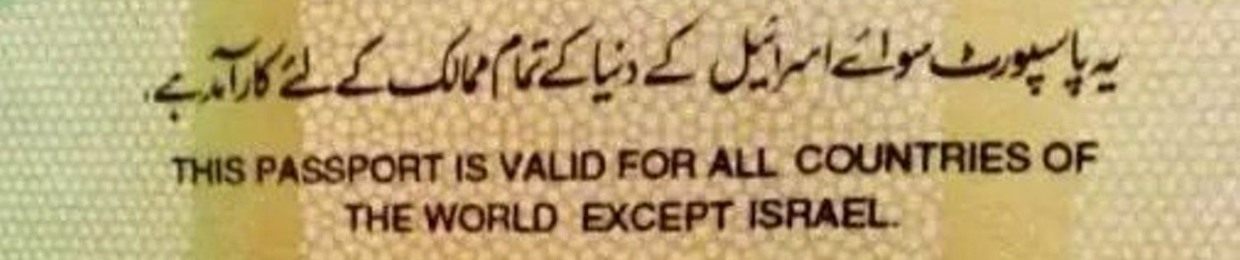 یہ پاسپورٹ سوائے اسرائیل کے دنیا کے تمام ممالک کے لئے کارآمد ہے۔
THIS PASSPORT IS VALID FOR ALL COUNTRIES OF
THE WORLD EXCEPT ISRAEL.